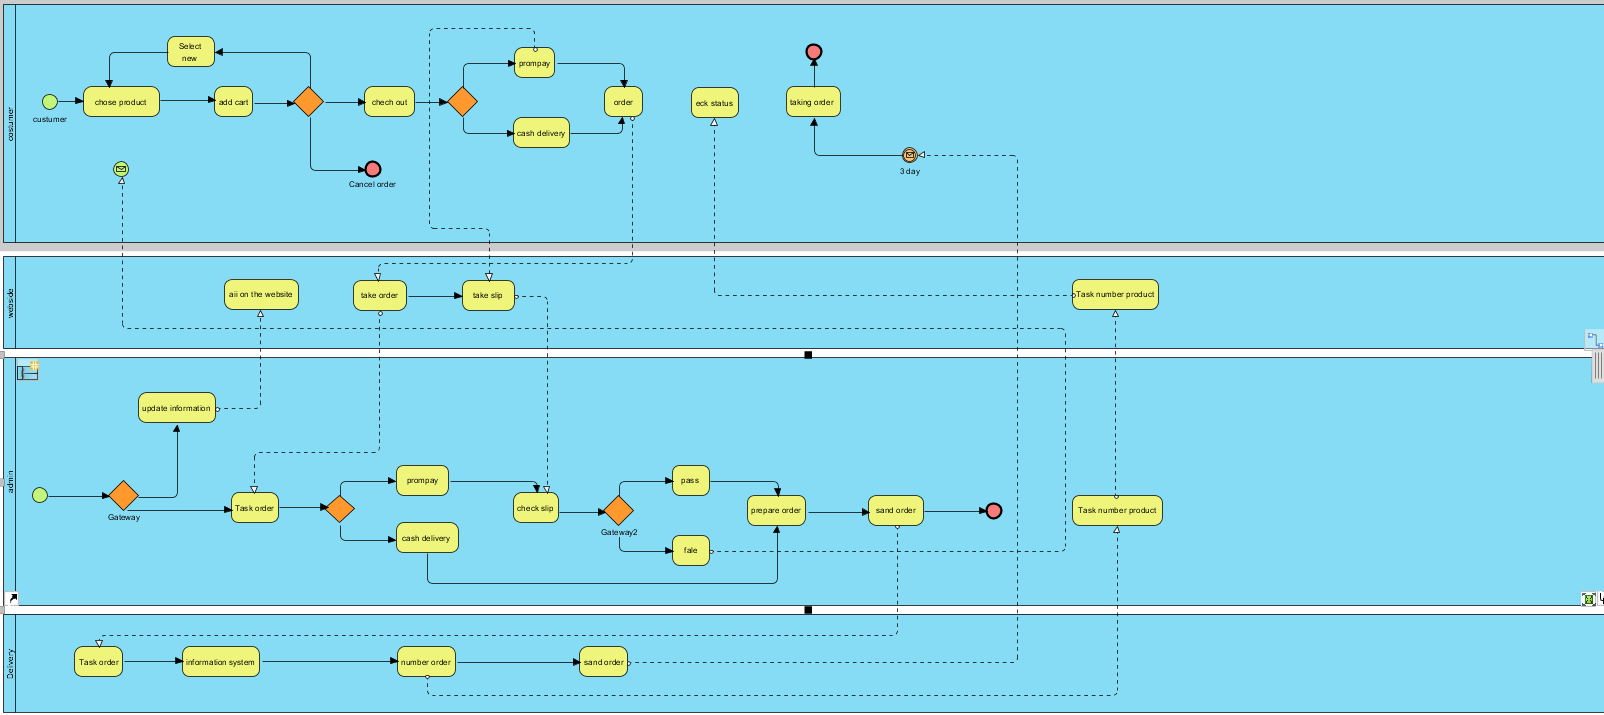 costumer
Select
new
prompay
chose product
add cart
chech out
order
eck status
taking order
custumer
cash delivery
Cancel order
3 day
webside
aii on the website
take order
take slip
Task number product
admin
update information
prompay
pass
Gateway
Task order
check slip
prepare order
sand order
Task number product
Gateway2
cash delivery
fale
Delivery
Task order
information system
number order
sand order